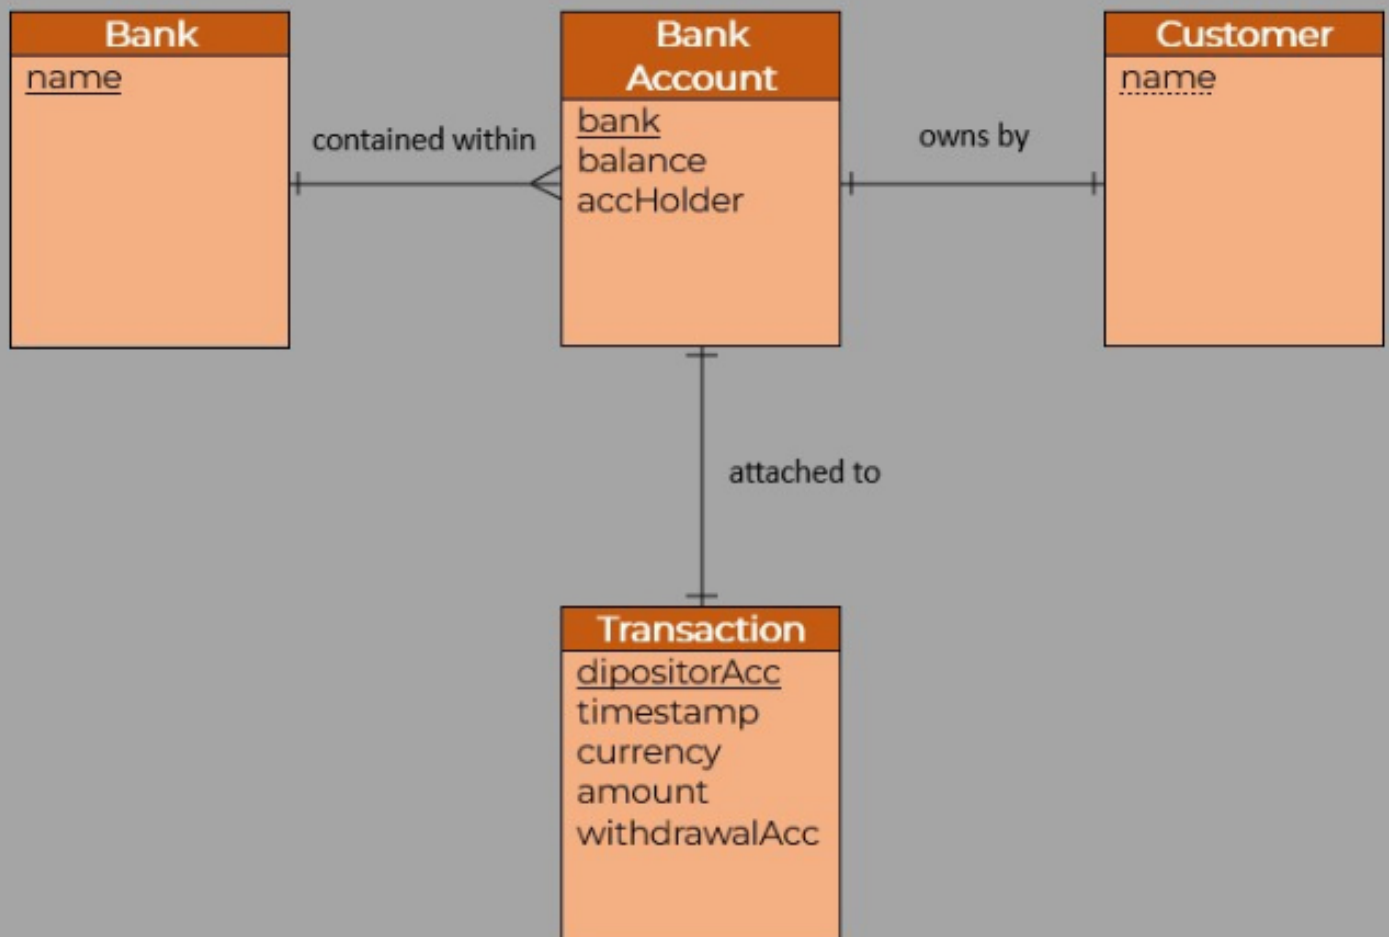 Bank
name
contained within
Bank
Account
bank
balance
accHolder
owns by
Customer
name
attached to
Transaction
dipositorAcc
timestamp
currency
amount
withdrawalAcc